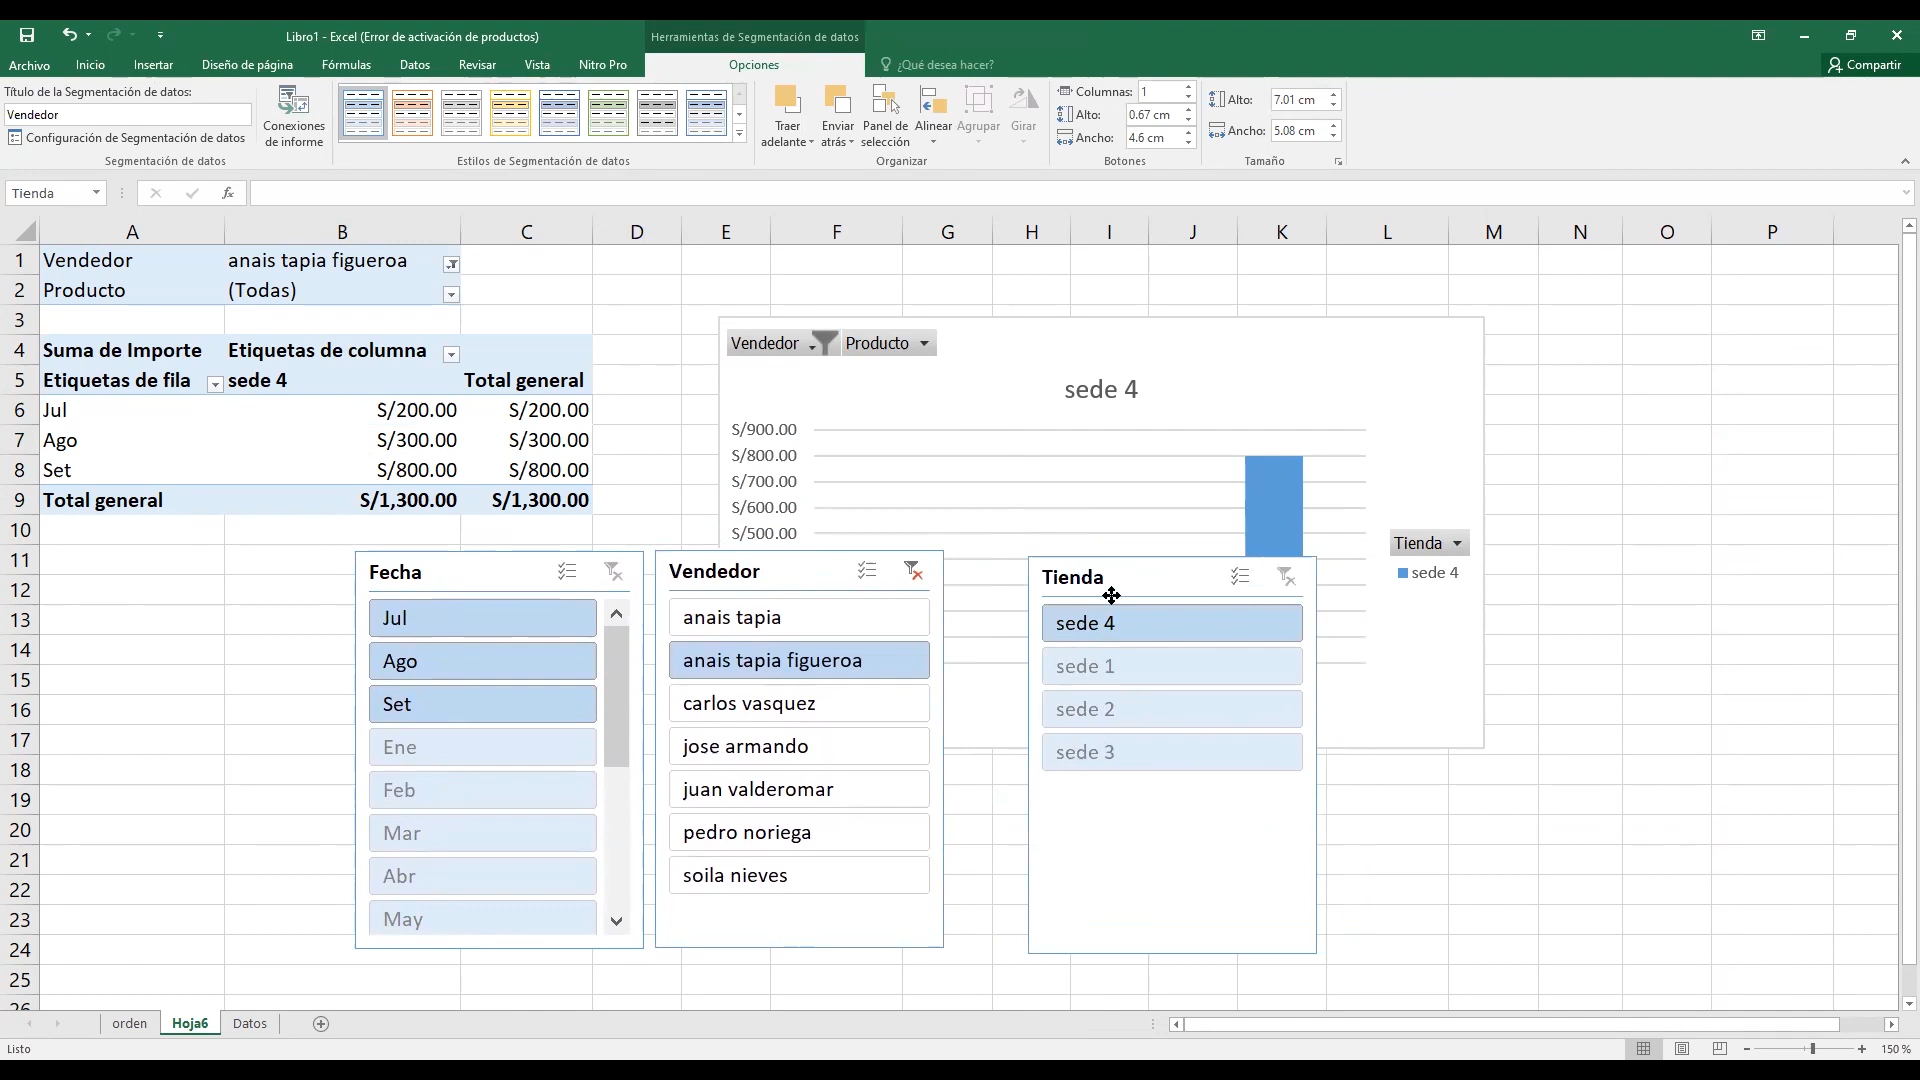 Libro1 - Excel (Error de activación de productos)
Herramientas de Segmentación de datos
Archivo
Inicio
Insertar
Diseño de página
Fórmulas
Datos
Revisar
Vista
Nitro Pro
Opciones
¿Qué desea hacer?
Compartir
Título de la Segmentación de datos:
Vendedor
Configuración de Segmentación de datos
Segmentación de datos
Conexiones
de informe
Estilos de Segmentación de datos
Traer
adelante
Enviar
atrás
Panel de
selección
Alinear
Agrupar
Girar
Organizar
Columnas: 1
Alto: 0.67 cm
Ancho: 4.6 cm
Botones
Alto: 7.01 cm
Ancho: 5.08 cm
Tamaño
Tienda
fx
A B C D E F G H I J K L M N O P
1 Vendedor anais tapia figueroa
2 Producto (Todas)
3
4 Suma de Importe Etiquetas de columna
5 Etiquetas de fila sede 4 Total general
6 Jul S/200.00 S/200.00
7 Ago S/300.00 S/300.00
8 Set S/800.00 S/800.00
9 Total general S/1,300.00 S/1,300.00
10
11
12
13
14
15
16
17
18
19
20
21
22
23
24
25
26
Vendedor Producto
sede 4
S/900.00
S/800.00
S/700.00
S/600.00
S/500.00
Tienda
sede 4
Fecha
Jul
Ago
Set
Ene
Feb
Mar
Abr
May
Vendedor
anais tapia
anais tapia figueroa
carlos vasquez
jose armando
juan valderomar
pedro noriega
soila nieves
Tienda
sede 4
sede 1
sede 2
sede 3
orden Hoja6 Datos
Listo
150 %